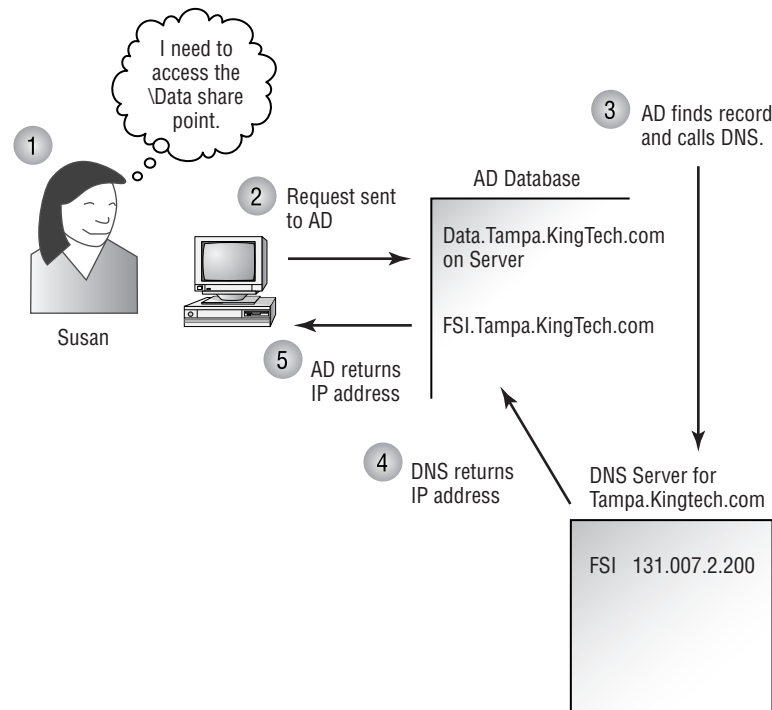 I need to
access the
\Data share
point.
1
Susan
2
Request sent
to AD
AD Database
Data.Tampa.KingTech.com
on Server
FSI.Tampa.KingTech.com
3
AD finds record
and calls DNS.
5
AD returns
IP address
4
DNS returns
IP address
DNS Server for
Tampa.Kingtech.com
FSI 131.007.2.200